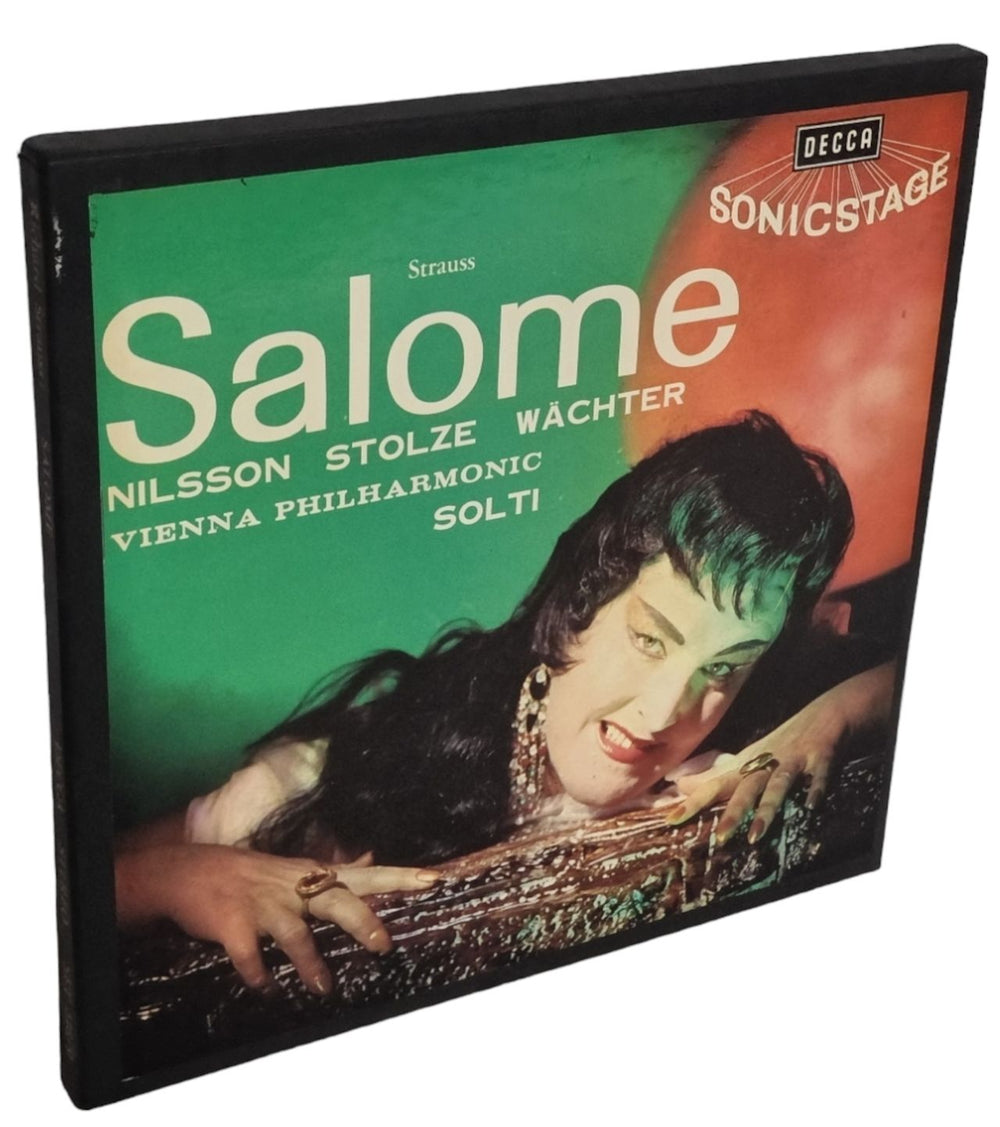 DECCA
SONICSTAGE
Strauss
Salome
NILSSON STOLZE WÄCHTER
VIENNA PHILHARMONIC
SOLTI